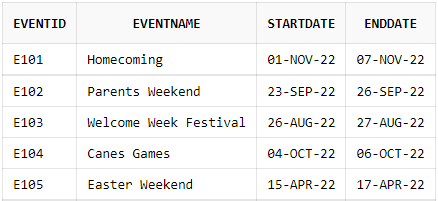 EVENTID EVENTNAME STARTDATE ENDDATE
E101 Homecoming 01-NOV-22 07-NOV-22
E102 Parents Weekend 23-SEP-22 26-SEP-22
E103 Welcome Week Festival 26-AUG-22 27-AUG-22
E104 Canes Games 04-OCT-22 06-OCT-22
E105 Easter Weekend 15-APR-22 17-APR-22